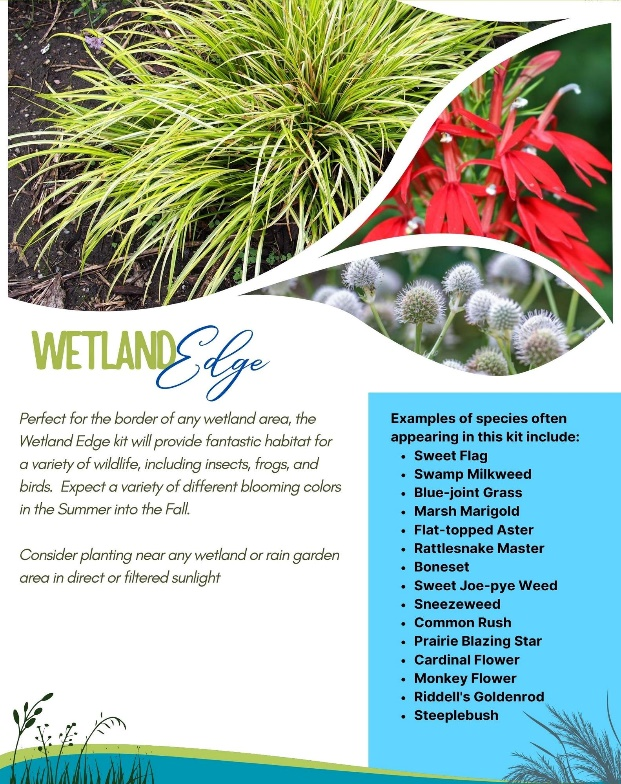 WETLAND Edge
Perfect for the border of any wetland area, the
Wetland Edge kit will provide fantastic habitat for
a variety of wildlife, including insects, frogs, and
birds.  Expect a variety of different blooming colors
in the Summer into the Fall.
Consider planting near any wetland or rain garden
area in direct or filtered sunlight
Examples of species often
appearing in this kit include:
• Sweet Flag
• Swamp Milkweed
• Blue-joint Grass
• Marsh Marigold
• Flat-topped Aster
• Rattlesnake Master
• Boneset
• Sweet Joe-pye Weed
• Sneezeweed
• Common Rush
• Prairie Blazing Star
• Cardinal Flower
• Monkey Flower
• Riddell's Goldenrod
• Steeplebush